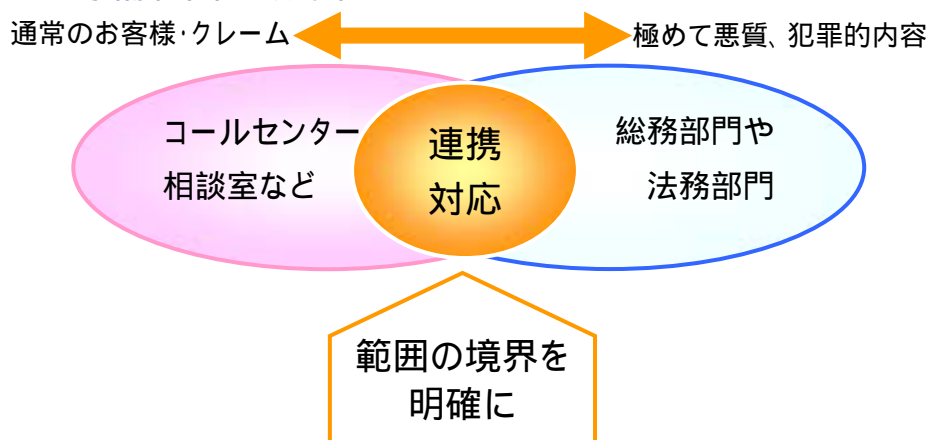 通常のお客様・クレーム
極めて悪質、犯罪的内容
コールセンター
相談室など
連携
対応
総務部門や
法務部門
範囲の境界を
明確に